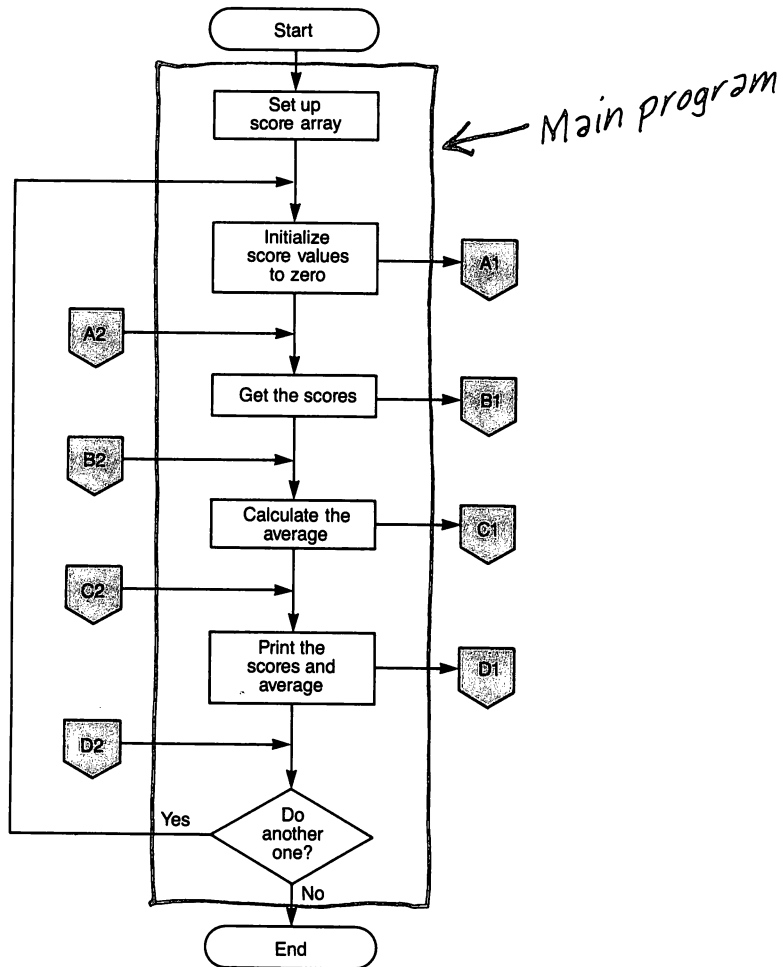 Start
Main program
Set up
score array
Initialize
score values
to zero
A1
A2
Get the scores
B1
B2
Calculate the
average
C1
C2
Print the
scores and
average
D1
D2
Yes
Do
another
one?
No
End